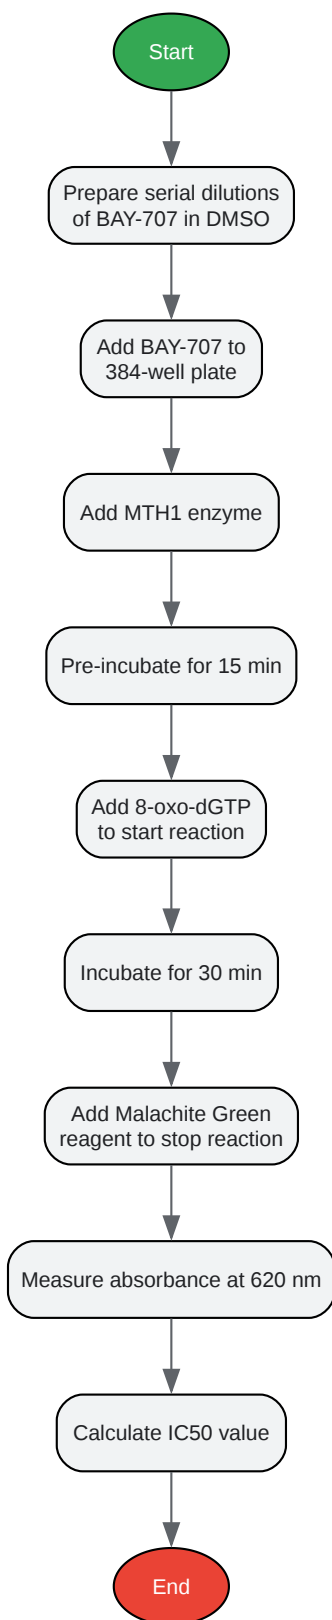 Start
Prepare serial dilutions
of BAY-707 in DMSO
Add BAY-707 to
384-well plate
Add MTH1 enzyme
Pre-incubate for 15 min
Add 8-oxo-dGTP
to start reaction
Incubate for 30 min
Add Malachite Green
reagent to stop reaction
Measure absorbance at 620 nm
Calculate IC50 value
End